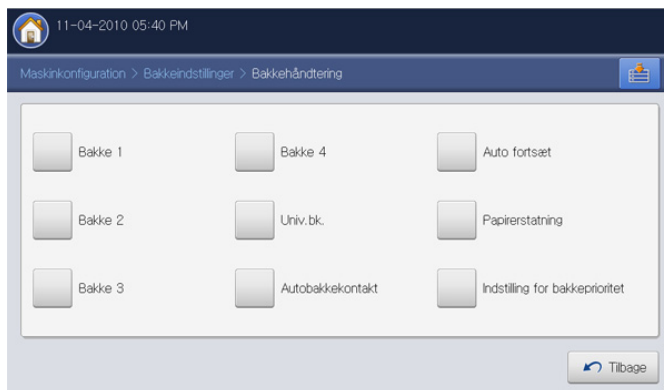 11-04-2010 05:40 PM
Maskinkonfiguration > Bakkeindstillinger > Bakkehåndtering
Bakke 1
Bakke 4
Auto fortsæt
Bakke 2
Univ.bk.
Papirerstatning
Bakke 3
Autobakkekontakt
Indstilling for bakkeprioritet
Tilbage